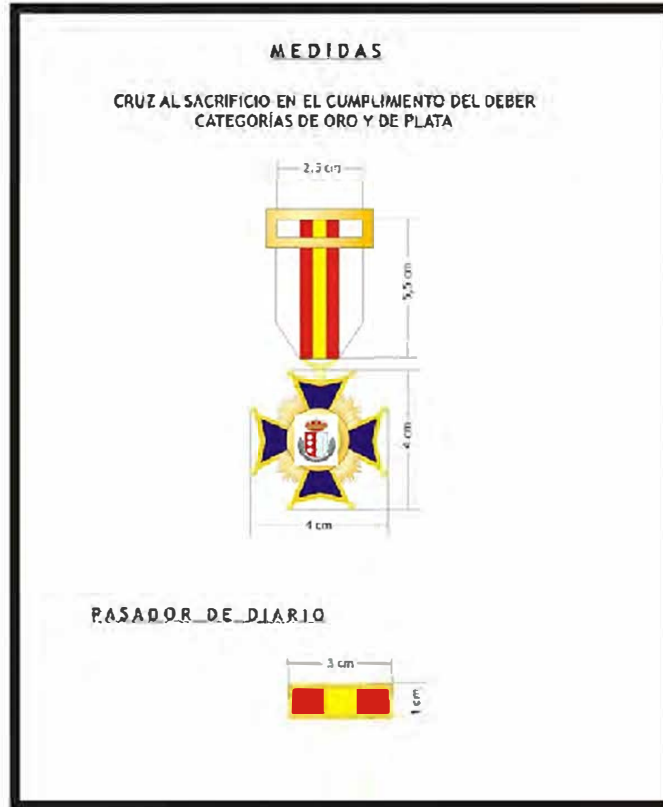 MEDIDAS
CRUZ AL SACRIFICIO EN EL CUMPLIMIENTO DEL DEBER
CATEGORÍAS DE ORO Y DE PLATA
2,5 cm
5,5 cm
4 cm
4 cm
PASADOR DE DIARIO
3 cm
1 cm